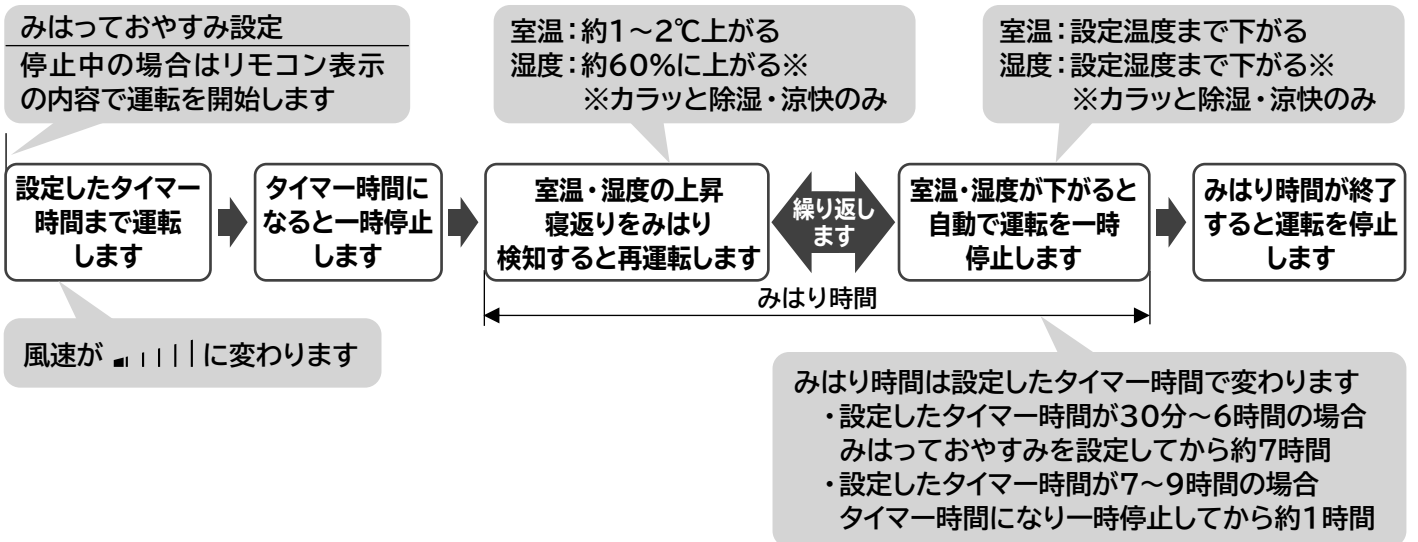 みはっておやすみ設定
停止中の場合はリモコン表示
の内容で運転を開始します
室温：約1～2℃上がる
湿度：約60%に上がる※
※カラッと除湿・涼快のみ
室温：設定温度まで下がる
湿度：設定湿度まで下がる※
※カラッと除湿・涼快のみ
設定したタイマー
時間まで運転
します
タイマー時間に
なると一時停止
します
室温・湿度の上昇
寝返りをみはり
検知すると再運転します
繰り返し
ます
室温・湿度が下がると
自動で運転を一時
停止します
みはり時間が終了
すると運転を停止
します
みはり時間
風速が に変わります
みはり時間は設定したタイマー時間で変わります
・設定したタイマー時間が30分～6時間の場合
みはっておやすみを設定してから約7時間
・設定したタイマー時間が7～9時間の場合
タイマー時間になり一時停止してから約1時間